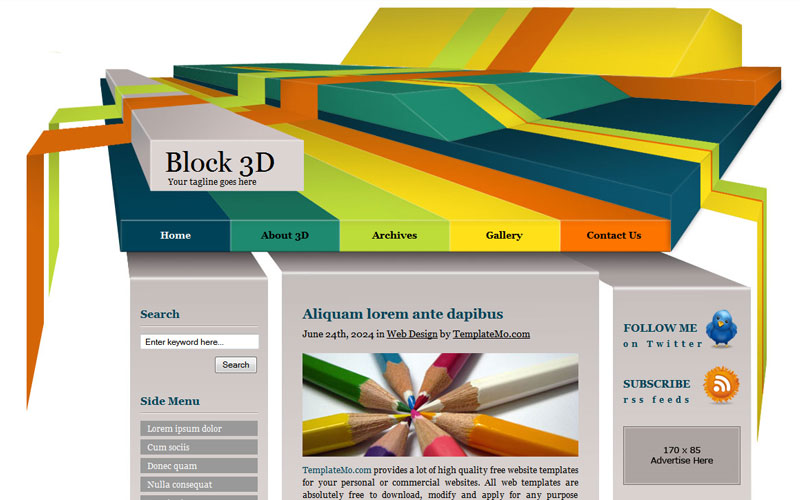 Block 3D
Your tagline goes here
Home
About 3D
Archives
Gallery
Contact Us
Search
Enter keyword here...
Search
Side Menu
Lorem ipsum dolor
Cum sociis
Donec quam
Nulla consequat
Aliquam lorem ante dapibus
June 24th, 2024 in Web Design by TemplateMo.com
TemplateMo.com provides a lot of high quality free website templates
for your personal or commercial websites. All web templates are
absolutely free to download, modify and apply for any purpose
FOLLOW ME
on Twitter
SUBSCRIBE
rss feeds
170 x 85
Advertise Here